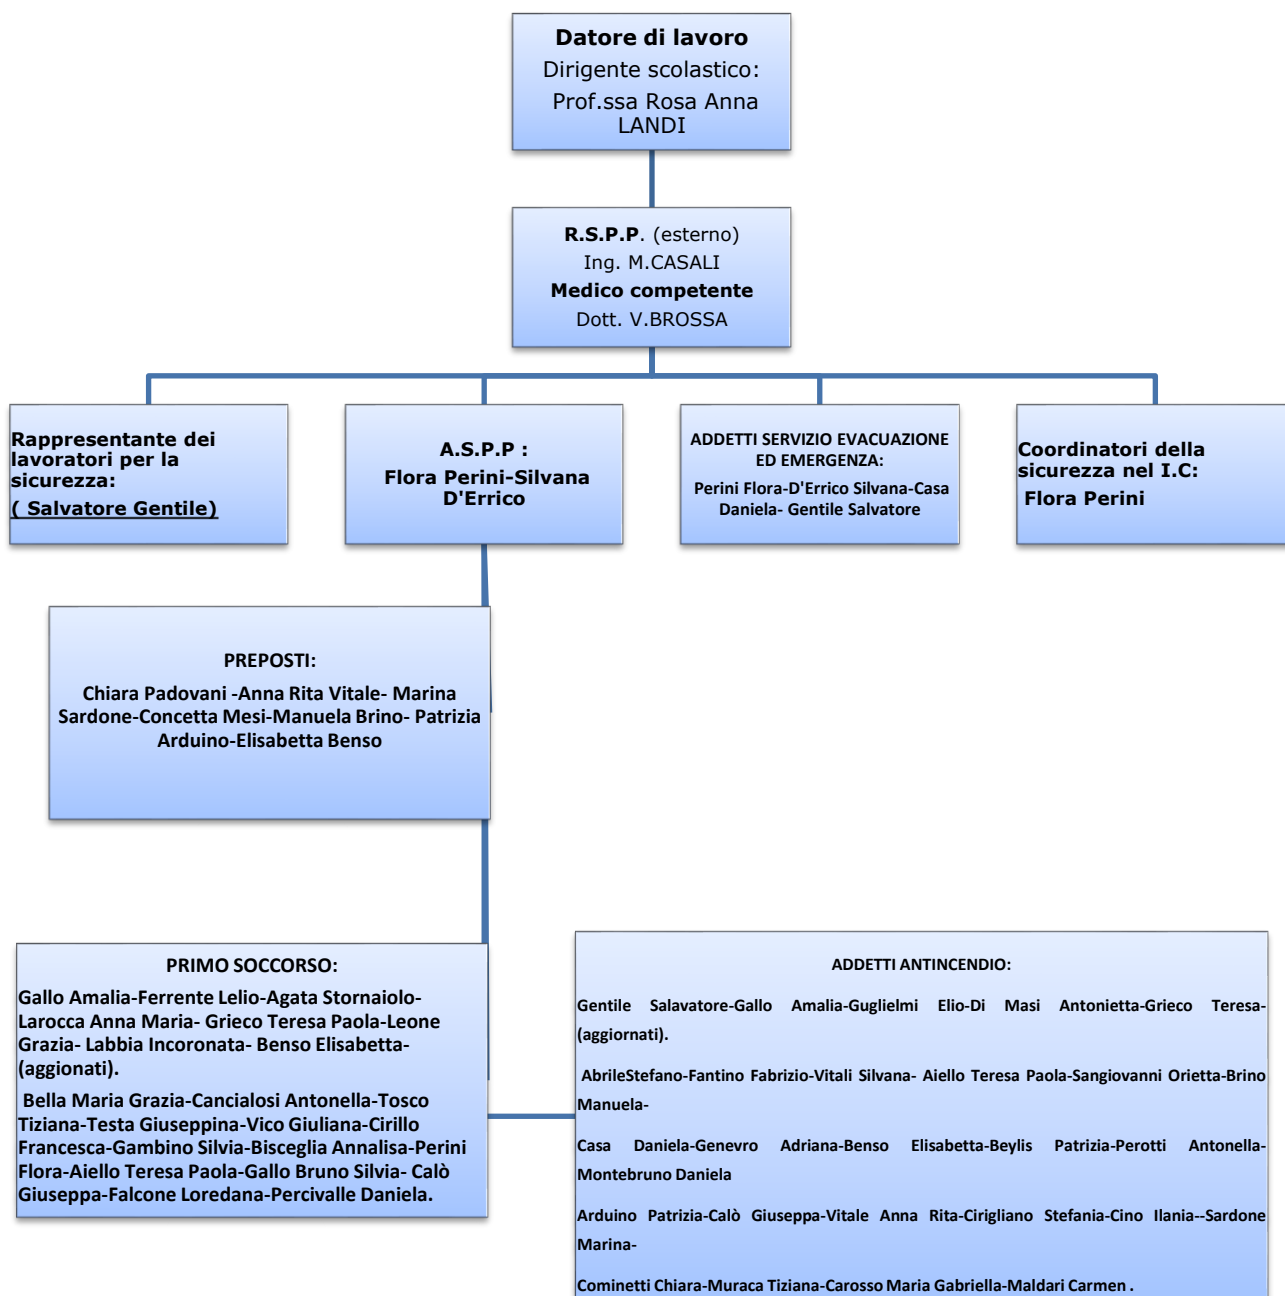 Datore di lavoro
Dirigente scolastico:
Prof.ssa Rosa Anna
LANDI
R.S.P.P. (esterno)
Ing. M.CASALI
Medico competente
Dott. V.BROSSA
Rappresentante dei
lavoratori per la
sicurezza:
( Salvatore Gentile)
A.S.P.P :
Flora Perini-Silvana
D'Errico
ADDETTI SERVIZIO EVACUAZIONE
ED EMERGENZA:
Perini Flora-D'Errico Silvana-Casa
Daniela- Gentile Salvatore
Coordinatori della
sicurezza nel I.C:
Flora Perini
PREPOSTI:
Chiara Padovani -Anna Rita Vitale- Marina
Sardone-Concetta Mesi-Manuela Brino- Patrizia
Arduino-Elisabetta Benso
PRIMO SOCCORSO:
Gallo Amalia-Ferrente Lelio-Agata Stornaiolo-
Larocca Anna Maria- Grieco Teresa Paola-Leone
Grazia- Labbia Incoronata- Benso Elisabetta-
(aggionati).
Bella Maria Grazia-Cancialosi Antonella-Tosco
Tiziana-Testa Giuseppina-Vico Giuliana-Cirillo
Francesca-Gambino Silvia-Bisceglia Annalisa-Perini
Flora-Aiello Teresa Paola-Gallo Bruno Silvia- Calò
Giuseppa-Falcone Loredana-Percivalle Daniela.
ADDETTI ANTINCENDIO:
Gentile Salavatore-Gallo Amalia-Guglielmi Elio-Di Masi Antonietta-Grieco Teresa-
(aggiornati).
AbrileStefano-Fantino Fabrizio-Vitali Silvana- Aiello Teresa Paola-Sangiovanni Orietta-Brino
Manuela-
Casa Daniela-Genevro Adriana-Benso Elisabetta-Beylis Patrizia-Perotti Antonella-
Montebruno Daniela
Arduino Patrizia-Calò Giuseppa-Vitale Anna Rita-Cirigliano Stefania-Cino Ilania--Sardone
Marina-
Cominetti Chiara-Muraca Tiziana-Carosso Maria Gabriella-Maldari Carmen .